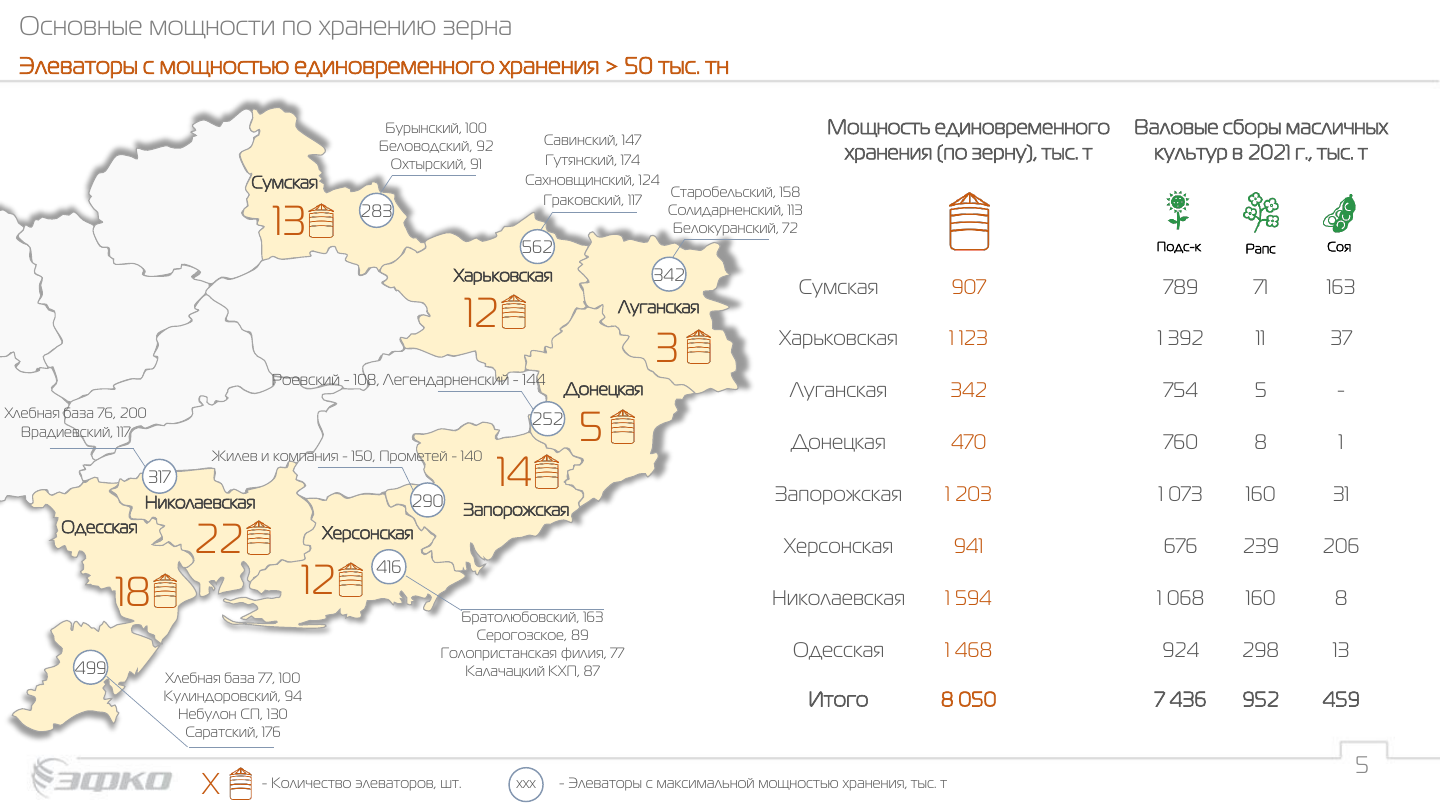 Основные мощности по хранению зерна
Элеваторы с мощностью единовременного хранения > 50 тыс. тн
Бурынский, 100
Беловодский, 92
Охтырский, 91
Савинский, 147
Гутянский, 174
Сахновщинский, 124
Граковский, 117
Старобельский, 158
Солидарненский, 113
Белокуранский, 72
Сумская
13
283
562
Харьковская
12
342
Луганская
3
Роевский - 108, Легендарненский - 144
Донецкая
252
5
Хлебная база 76, 200
Врадиевский, 117
Жилев и компания - 150, Прометей - 140
317
14
290
Запорожская
Николаевская
22
Одесская
18
Херсонская
12
416
Братолюбовский, 163
Серогозское, 89
Голопристанская филия, 77
Калачацкий КХП, 87
499
Хлебная база 77, 100
Кулиндоровский, 94
Небулон СП, 130
Саратский, 176
Мощность единовременного
хранения (по зерну), тыс. т
Валовые сборы масличных
культур в 2021 г., тыс. т
Подс-к Рапс Соя
Сумская 907 789 71 163
Харьковская 1 123 1 392 11 37
Луганская 342 754 5 -
Донецкая 470 760 8 1
Запорожская 1 203 1 073 160 31
Херсонская 941 676 239 206
Николаевская 1 594 1 068 160 8
Одесская 1 468 924 298 13
Итого 8 050 7 436 952 459
ЭФКО
X - Количество элеваторов, шт.
xxx - Элеваторы с максимальной мощностью хранения, тыс. т
5